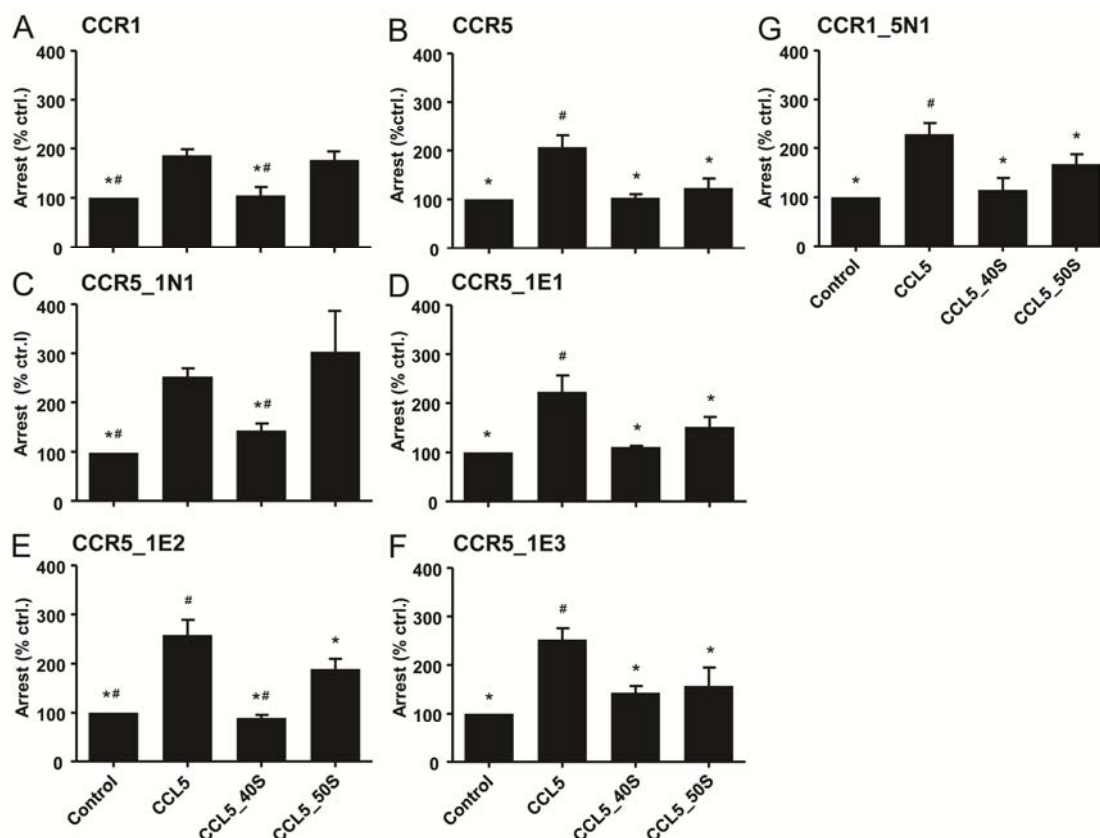 A CCR1
Arrest (% ctrl.)
400
300
200
100
0
*#
*#
B CCR5
Arrest (%ctrl.)
400
300
200
100
0
*
#
*
*
G CCR1_5N1
Arrest (% ctrl.)
400
300
200
100
0
*
#
*
*
Control
CCL5
CCL5_40S
CCL5_50S
C CCR5_1N1
Arrest (% ctr.l)
400
300
200
100
0
*#
*#
D CCR5_1E1
Arrest (% ctrl.)
400
300
200
100
0
*
#
*
*
E CCR5_1E2
Arrest (% ctrl.)
400
300
200
100
0
*#
#
*#
*
Control
CCL5
CCL5_40S
CCL5_50S
F CCR5_1E3
Arrest (% ctrl.)
400
300
200
100
0
*
#
*
*
Control
CCL5
CCL5_40S
CCL5_50S